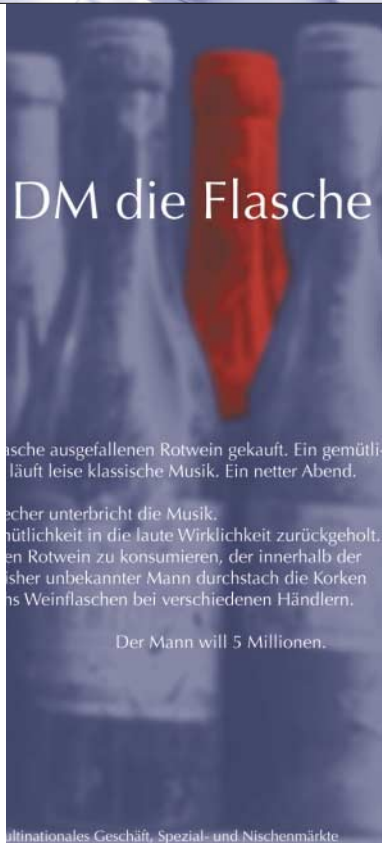 DM die Flasche
asche ausgefallenen Rotwein gekauft. Ein gemütli-
läuft leise klassische Musik. Ein netter Abend.
echer unterbricht die Musik.
nütlichkeit in die laute Wirklichkeit zurückgeholt.
en Rotwein zu konsumieren, der innerhalb der
isher unbekannter Mann durchstach die Korken
ns Weinflaschen bei verschiedenen Händlern.
Der Mann will 5 Millionen.
ultinationales Geschäft, Spezial- und Nischenmärkte